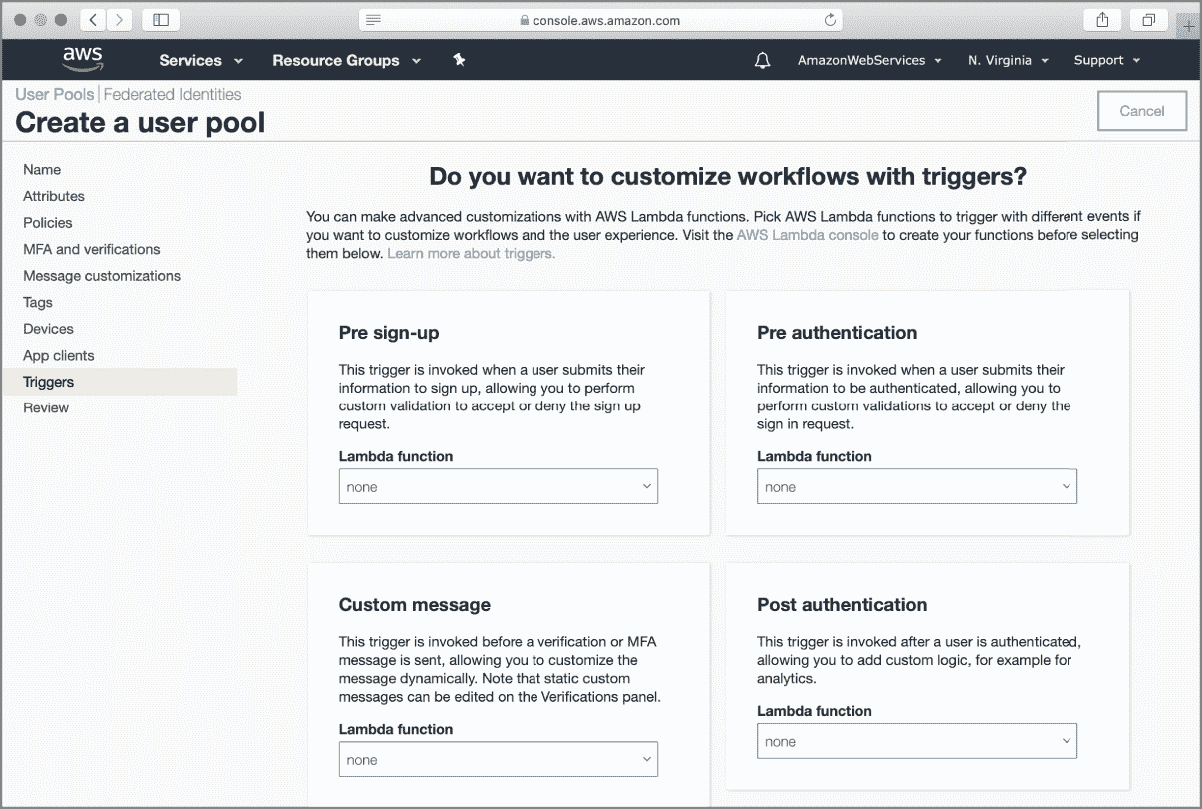 console.aws.amazon.com
aws Services Resource Groups AmazonWebServices N. Virginia Support
User Pools | Federated Identities
Create a user pool
Cancel
Name
Attributes
Policies
MFA and verifications
Message customizations
Tags
Devices
App clients
Triggers
Review
Do you want to customize workflows with triggers?
You can make advanced customizations with AWS Lambda functions. Pick AWS Lambda functions to trigger with different events if
you want to customize workflows and the user experience. Visit the AWS Lambda console to create your functions before selecting
them below. Learn more about triggers.
Pre sign-up
This trigger is invoked when a user submits their
information to sign up, allowing you to perform
custom validation to accept or deny the sign up
request.
Lambda function
none
Pre authentication
This trigger is invoked when a user submits their
information to be authenticated, allowing you to
perform custom validations to accept or deny the
sign in request.
Lambda function
none
Custom message
This trigger is invoked before a verification or MFA
message is sent, allowing you to customize the
message dynamically. Note that static custom
messages can be edited on the Verifications panel.
Lambda function
none
Post authentication
This trigger is invoked after a user is authenticated,
allowing you to add custom logic, for example for
analytics.
Lambda function
none